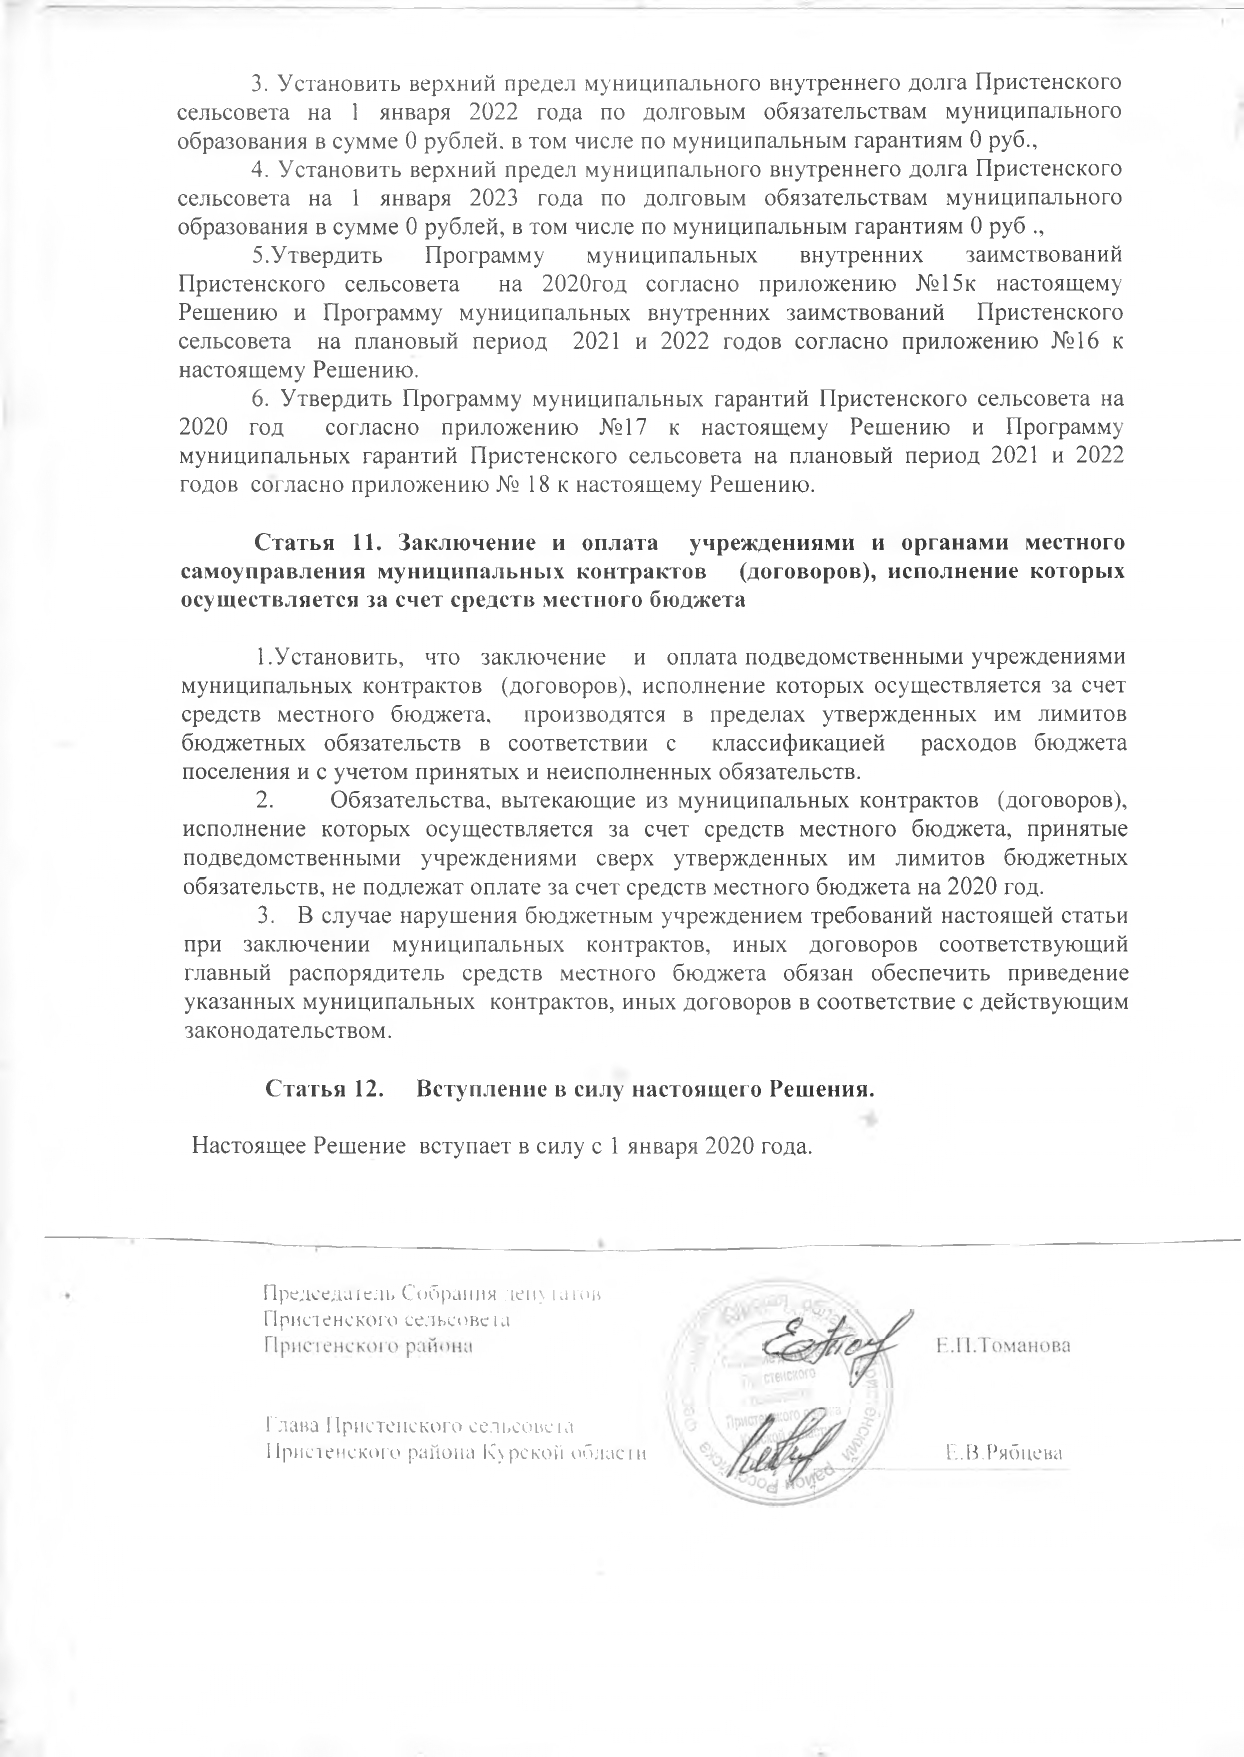 3. Установить верхний предел муниципального внутреннего долга Пристенского
сельсовета на 1 января 2022 года по долговым обязательствам муниципального
образования в сумме 0 рублей, в том числе по муниципальным гарантиям 0 руб.,
4. Установить верхний предел муниципального внутреннего долга Пристенского
сельсовета на 1 января 2023 года по долговым обязательствам муниципального
образования в сумме 0 рублей, в том числе по муниципальным гарантиям 0 руб .,
5.Утвердить Программу муниципальных внутренних заимствований
Пристенского сельсовета на 2020год согласно приложению №15к настоящему
Решению и Программу муниципальных внутренних заимствований Пристенского
сельсовета на плановый период 2021 и 2022 годов согласно приложению №16 к
настоящему Решению.
6. Утвердить Программу муниципальных гарантий Пристенского сельсовета на
2020 год согласно приложению №17 к настоящему Решению и Программу
муниципальных гарантий Пристенского сельсовета на плановый период 2021 и 2022
годов согласно приложению № 18 к настоящему Решению.
Статья 11. Заключение и оплата учреждениями и органами местного
самоуправления муниципальных контрактов (договоров), исполнение которых
осуществляется за счет средств местного бюджета
1.Установить, что заключение и оплата подведомственными учреждениями
муниципальных контрактов (договоров), исполнение которых осуществляется за счет
средств местного бюджета, производятся в пределах утвержденных им лимитов
бюджетных обязательств в соответствии с классификацией расходов бюджета
поселения и с учетом принятых и неисполненных обязательств.
2. Обязательства, вытекающие из муниципальных контрактов (договоров),
исполнение которых осуществляется за счет средств местного бюджета, принятые
подведомственными учреждениями сверх утвержденных им лимитов бюджетных
обязательств, не подлежат оплате за счет средств местного бюджета на 2020 год.
3. В случае нарушения бюджетным учреждением требований настоящей статьи
при заключении муниципальных контрактов, иных договоров соответствующий
главный распорядитель средств местного бюджета обязан обеспечить приведение
указанных муниципальных контрактов, иных договоров в соответствие с действующим
законодательством.
Статья 12. Вступление в силу настоящего Решения.
Настоящее Решение вступает в силу с 1 января 2020 года.
Председатель Собрания депутатов
Пристенского сельсовета
Пристенского района Е.П.Томанова
Глава Пристенского сельсовета
Пристенского района Курской области Е.В.Рябцева